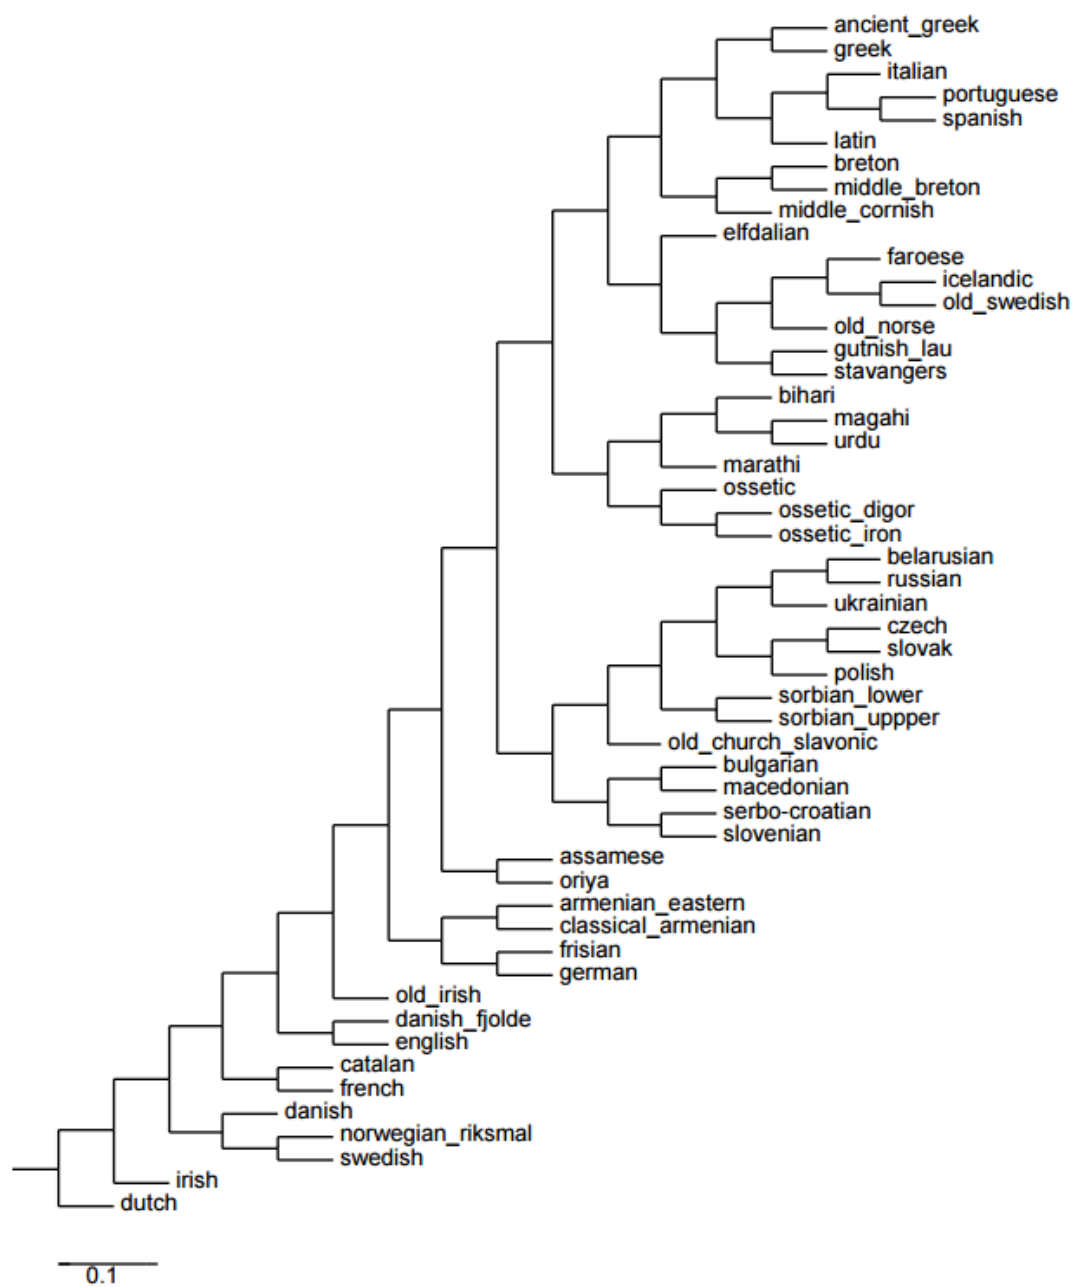 ancient_greek
greek
italian
portuguese
spanish
latin
breton
middle_breton
middle_cornish
elfdalian
faroese
icelandic
old_swedish
old_norse
gutnish_lau
stavangers
bihari
magahi
urdu
marathi
ossetic
ossetic_digor
ossetic_iron
belarusian
russian
ukrainian
czech
slovak
polish
sorbian_lower
sorbian_uppper
old_church_slavonic
bulgarian
macedonian
serbo-croatian
slovenian
assamese
oriya
armenian_eastern
classical_armenian
frisian
german
old_irish
danish_fjolde
english
catalan
french
danish
norwegian_riksmal
swedish
irish
dutch
0.1